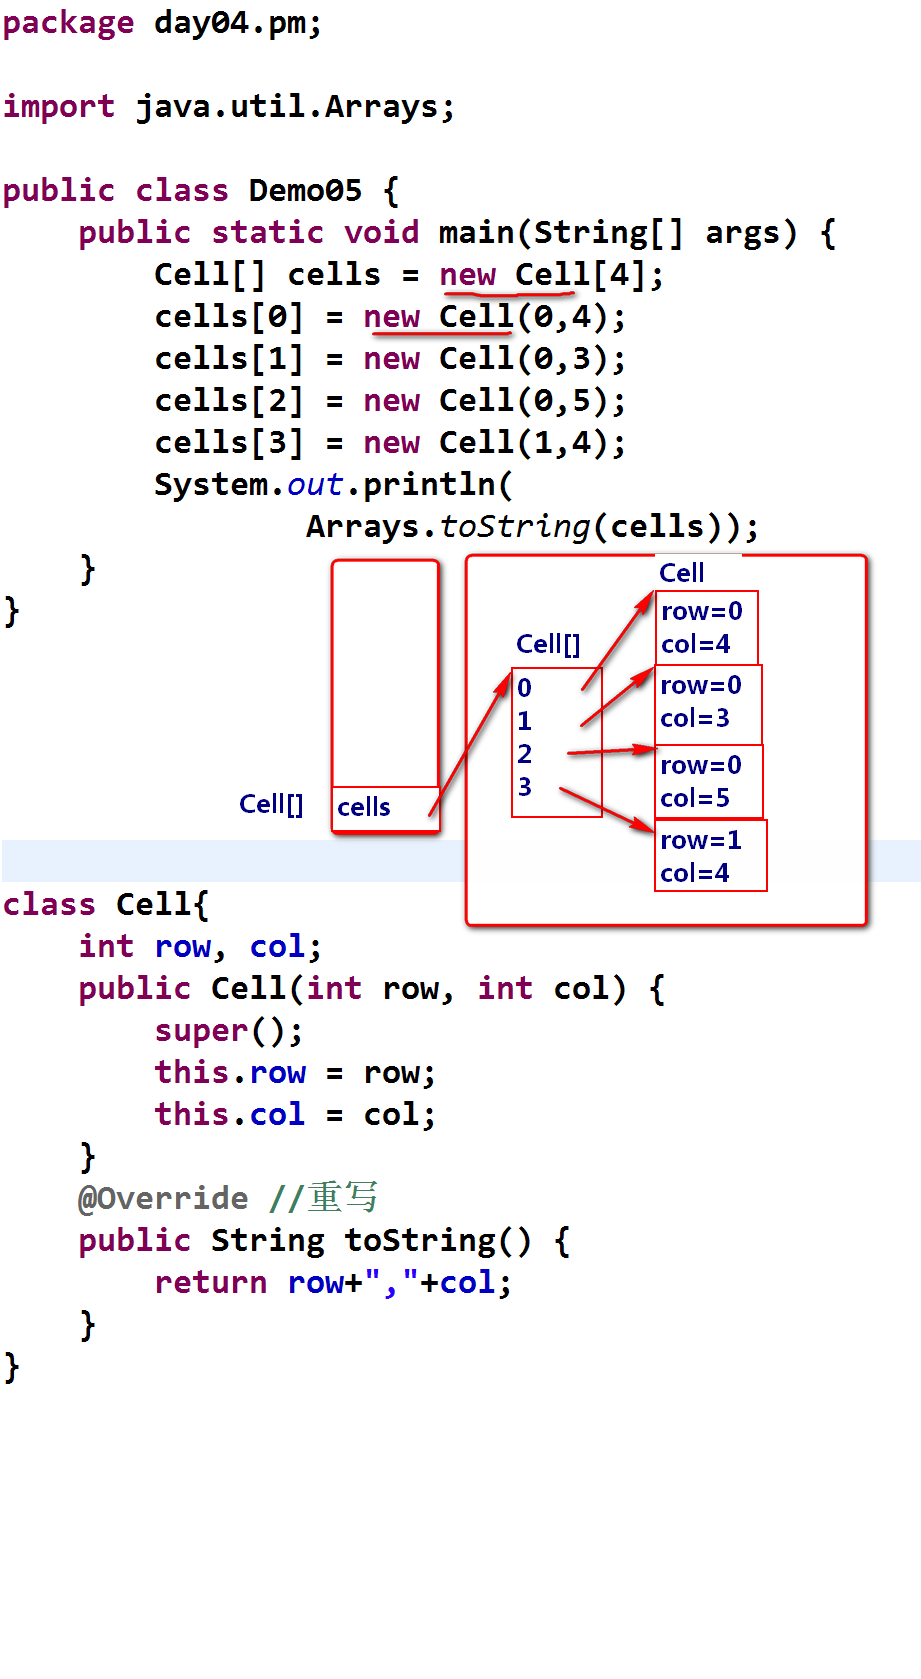 package day04.pm;
import java.util.Arrays;
public class Demo05 {
    public static void main(String[] args) {
        Cell[] cells = new Cell[4];
        cells[0] = new Cell(0,4);
        cells[1] = new Cell(0,3);
        cells[2] = new Cell(0,5);
        cells[3] = new Cell(1,4);
        System.out.println(
                Arrays.toString(cells));
    }
}
Cell
row=0
col=4
Cell[]
0
1
2
3
row=0
col=3
row=0
col=5
row=1
col=4
Cell[]
cells
class Cell{
    int row, col;
    public Cell(int row, int col) {
        super();
        this.row = row;
        this.col = col;
    }
    @Override //重写
    public String toString() {
        return row+","+col;
    }
}